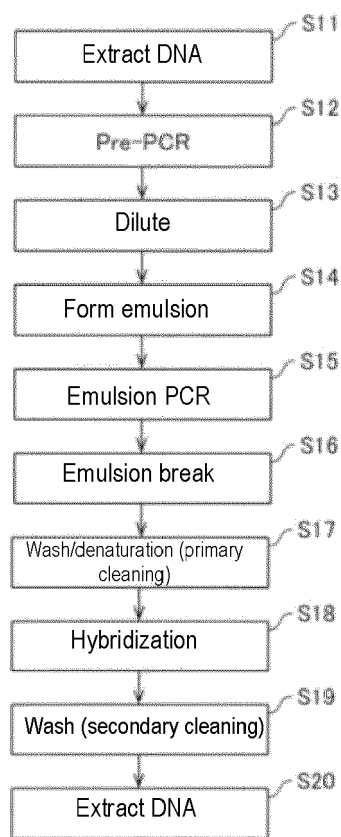 S11
Extract DNA
S12
Pre-PCR
S13
Dilute
S14
Form emulsion
S15
Emulsion PCR
S16
Emulsion break
S17
Wash/denaturation (primary
cleaning)
S18
Hybridization
S19
Wash (secondary cleaning)
S20
Extract DNA